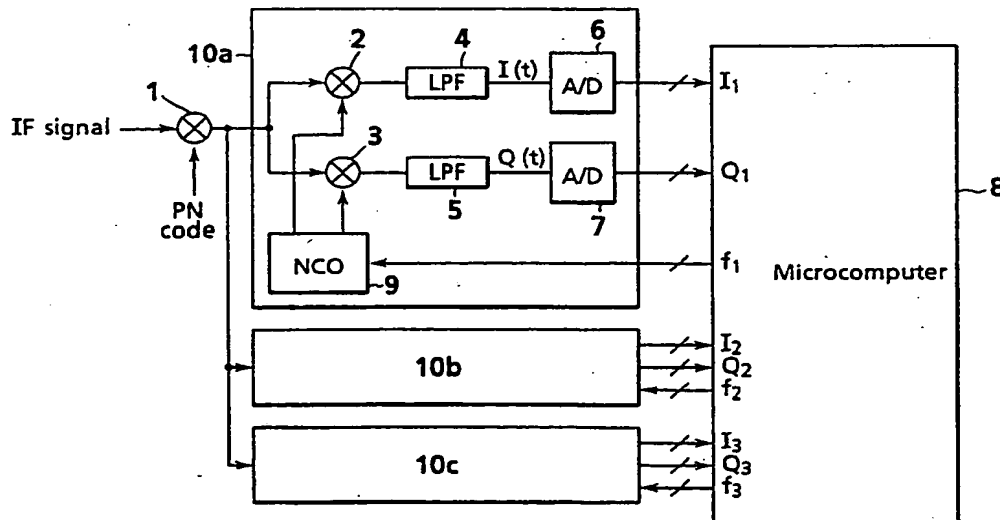 10a
2
4
6
LPF
I (t)
A/D
I1
1
IF signal
3
Q (t)
LPF
5
A/D
7
Q1
8
PN
code
NCO
9
f1
Microcomputer
10b
I2
Q2
f2
10c
I3
Q3
f3